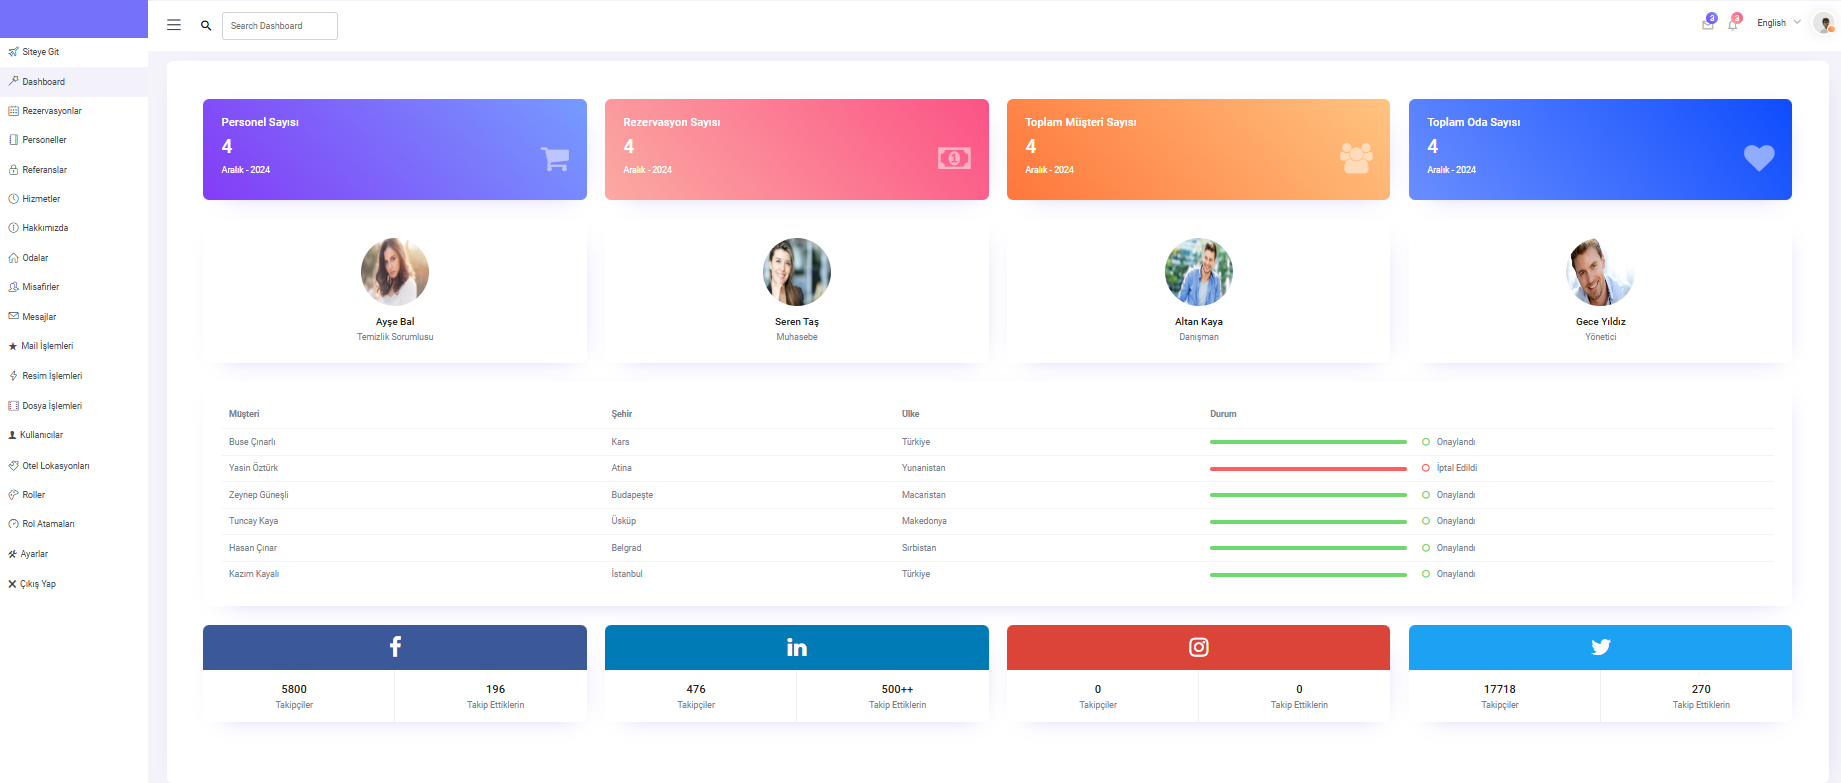 Search Dashboard
3
3
English
Siteye Git
Dashboard
Rezervasyonlar
Personeller
Referanslar
Hizmetler
Hakkımızda
Odalar
Misafirler
Mesajlar
Mail İşlemleri
Resim İşlemleri
Dosya İşlemleri
Kullanıcılar
Otel Lokasyonları
Roller
Rol Atamaları
Ayarlar
Çıkış Yap
Personel Sayısı
4
Aralık - 2024
Rezervasyon Sayısı
4
Aralık - 2024
1
Toplam Müşteri Sayısı
4
Aralık - 2024
Toplam Oda Sayısı
4
Aralık - 2024
Ayşe Bal
Temizlik Sorumlusu
Seren Taş
Muhasebe
Altan Kaya
Danışman
Gece Yıldız
Yönetici
Müşteri Şehir Ülke Durum
Buse Çınarlı Kars Türkiye Onaylandı
Yasin Öztürk Atina Yunanistan İptal Edildi
Zeynep Güneşli Budapeşte Macaristan Onaylandı
Tuncay Kaya Üsküp Makedonya Onaylandı
Hasan Çınar Belgrad Sırbistan Onaylandı
Kazım Kayalı İstanbul Türkiye Onaylandı
f
in
5800
Takipçiler
196
Takip Ettiklerin
476
Takipçiler
500++
Takip Ettiklerin
0
Takipçiler
0
Takip Ettiklerin
17718
Takipçiler
270
Takip Ettiklerin